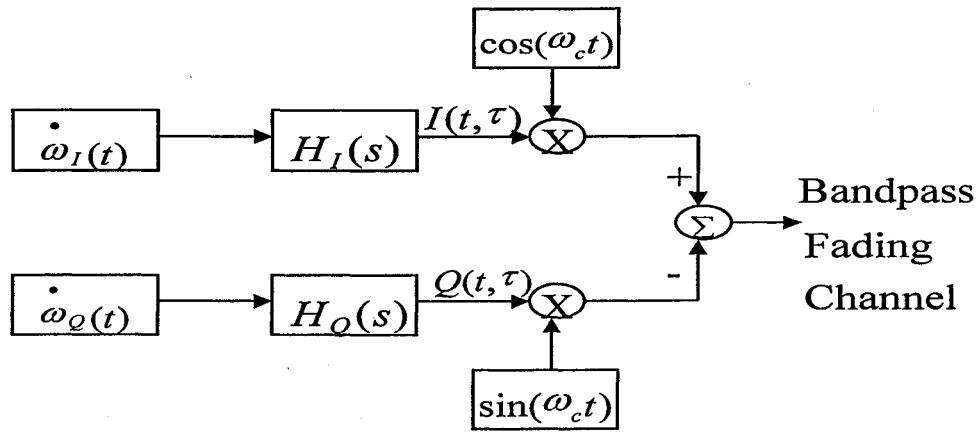 cos(ω_c t)
I(t, τ)
ω̇_I(t)
H_I(s)
X
+
Bandpass
Σ
Fading
-
Channel
Q(t, τ)
ω̇_Q(t)
H_Q(s)
X
sin(ω_c t)